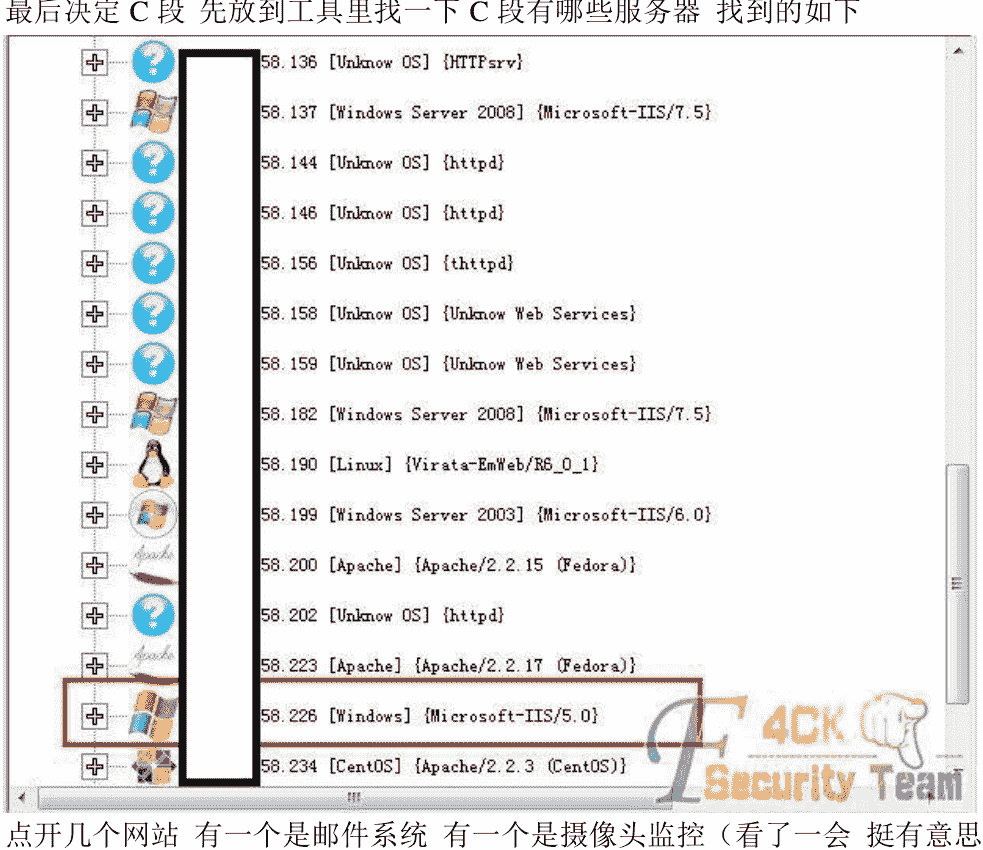 最后决定 C 段 先放到工具里找一下 C 段有哪些服务器 找到的如下
58.136 [Unknow OS] {HTTPsrv}
58.137 [Windows Server 2008] {Microsoft-IIS/7.5}
58.144 [Unknow OS] {httpd}
58.146 [Unknow OS] {httpd}
58.156 [Unknow OS] {thttpd}
58.158 [Unknow OS] {Unknow Web Services}
58.159 [Unknow OS] {Unknow Web Services}
58.182 [Windows Server 2008] {Microsoft-IIS/7.5}
58.190 [Linux] {Virata-EmWeb/R6_0_1}
58.199 [Windows Server 2003] {Microsoft-IIS/6.0}
Apache
58.200 [Apache] {Apache/2.2.15 (Fedora)}
58.202 [Unknow OS] {httpd}
Apache
58.223 [Apache] {Apache/2.2.17 (Fedora)}
58.226 [Windows] {Microsoft-IIS/5.0}
58.234 [CentOS] {Apache/2.2.3 (CentOS)}
F4CK
Security Team
点开几个网站 有一个是邮件系统 有一个是摄像头监控（看了一会 挺有意思